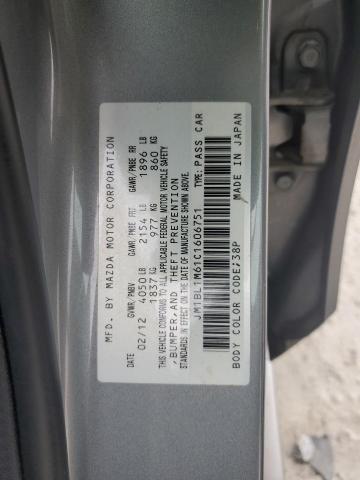 MFD. BY MAZDA MOTOR CORPORATION
DATE GVWR/PNBV GAWR/PNBE FRT GAWR/PNBE RR
02/12 4050 LB 2154 LB 1896 LB
1837 KG 977 KG 860 KG
THIS VEHICLE CONFORMS TO ALL APPLICABLE FEDERAL MOTOR VEHICLE SAFETY
,BUMPER,AND THEFT PREVENTION
STANDARDS IN EFFECT ON THE DATE OF MANUFACTURE SHOWN ABOVE.
JM1BL1M61C1606751 TYPE: PASS CAR
BODY COLOR CODE;38P MADE IN JAPAN